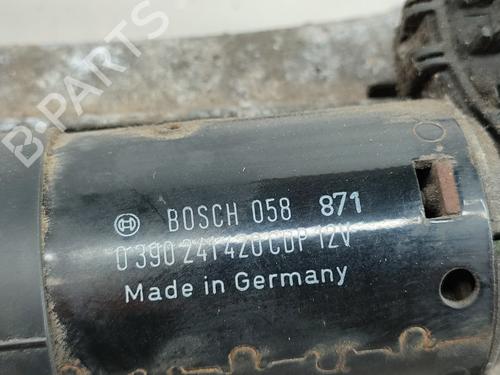 B-PARTS
BOSCH 058 871
0 390 241 420 CDP 12V
Made in Germany